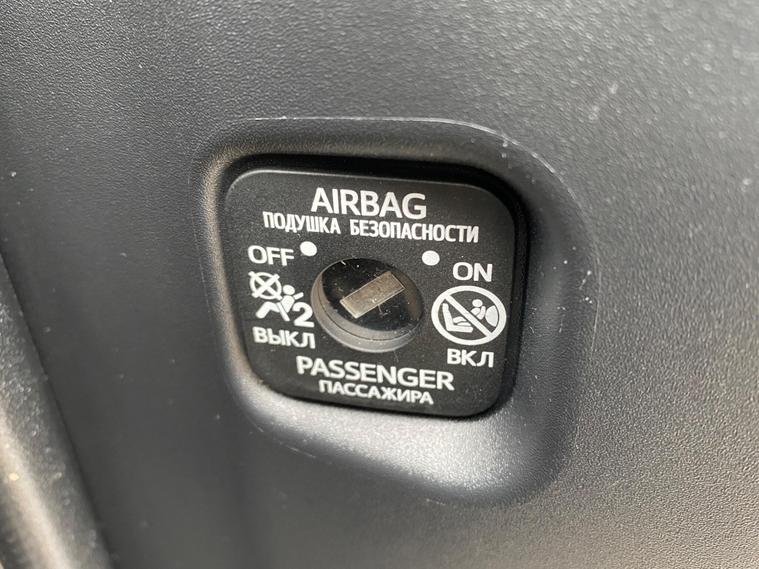 AIRBAG
ПОДУШКА БЕЗОПАСНОСТИ
OFF
ON
2
ВЫКЛ
ВКЛ
PASSENGER
ПАССАЖИРА